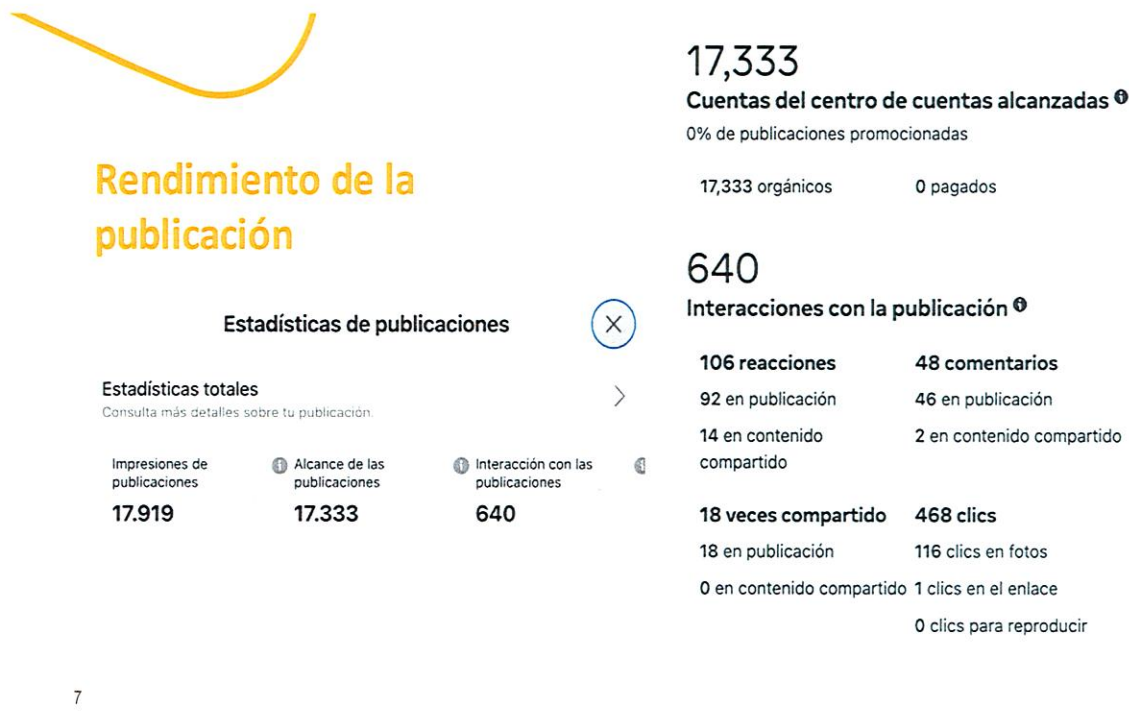 Rendimiento de la
publicación
Estadísticas de publicaciones
Estadísticas totales
Consulta más detalles sobre tu publicación.
Impresiones de
publicaciones
17.919
Alcance de las
publicaciones
17.333
Interacción con las
publicaciones
640
17,333
Cuentas del centro de cuentas alcanzadas
0% de publicaciones promocionadas
17,333 orgánicos
0 pagados
640
Interacciones con la publicación
106 reacciones
92 en publicación
14 en contenido
compartido
48 comentarios
46 en publicación
2 en contenido compartido
18 veces compartido
18 en publicación
0 en contenido compartido
468 clics
116 clics en fotos
1 clics en el enlace
0 clics para reproducir
7